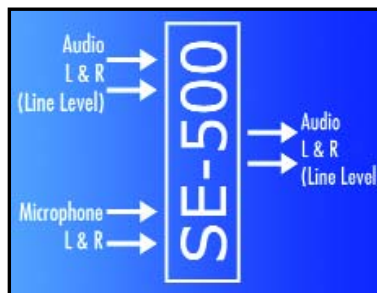 Audio
L & R
(Line Level)
SE-500
Audio
L & R
(Line Level
Microphone
L & R